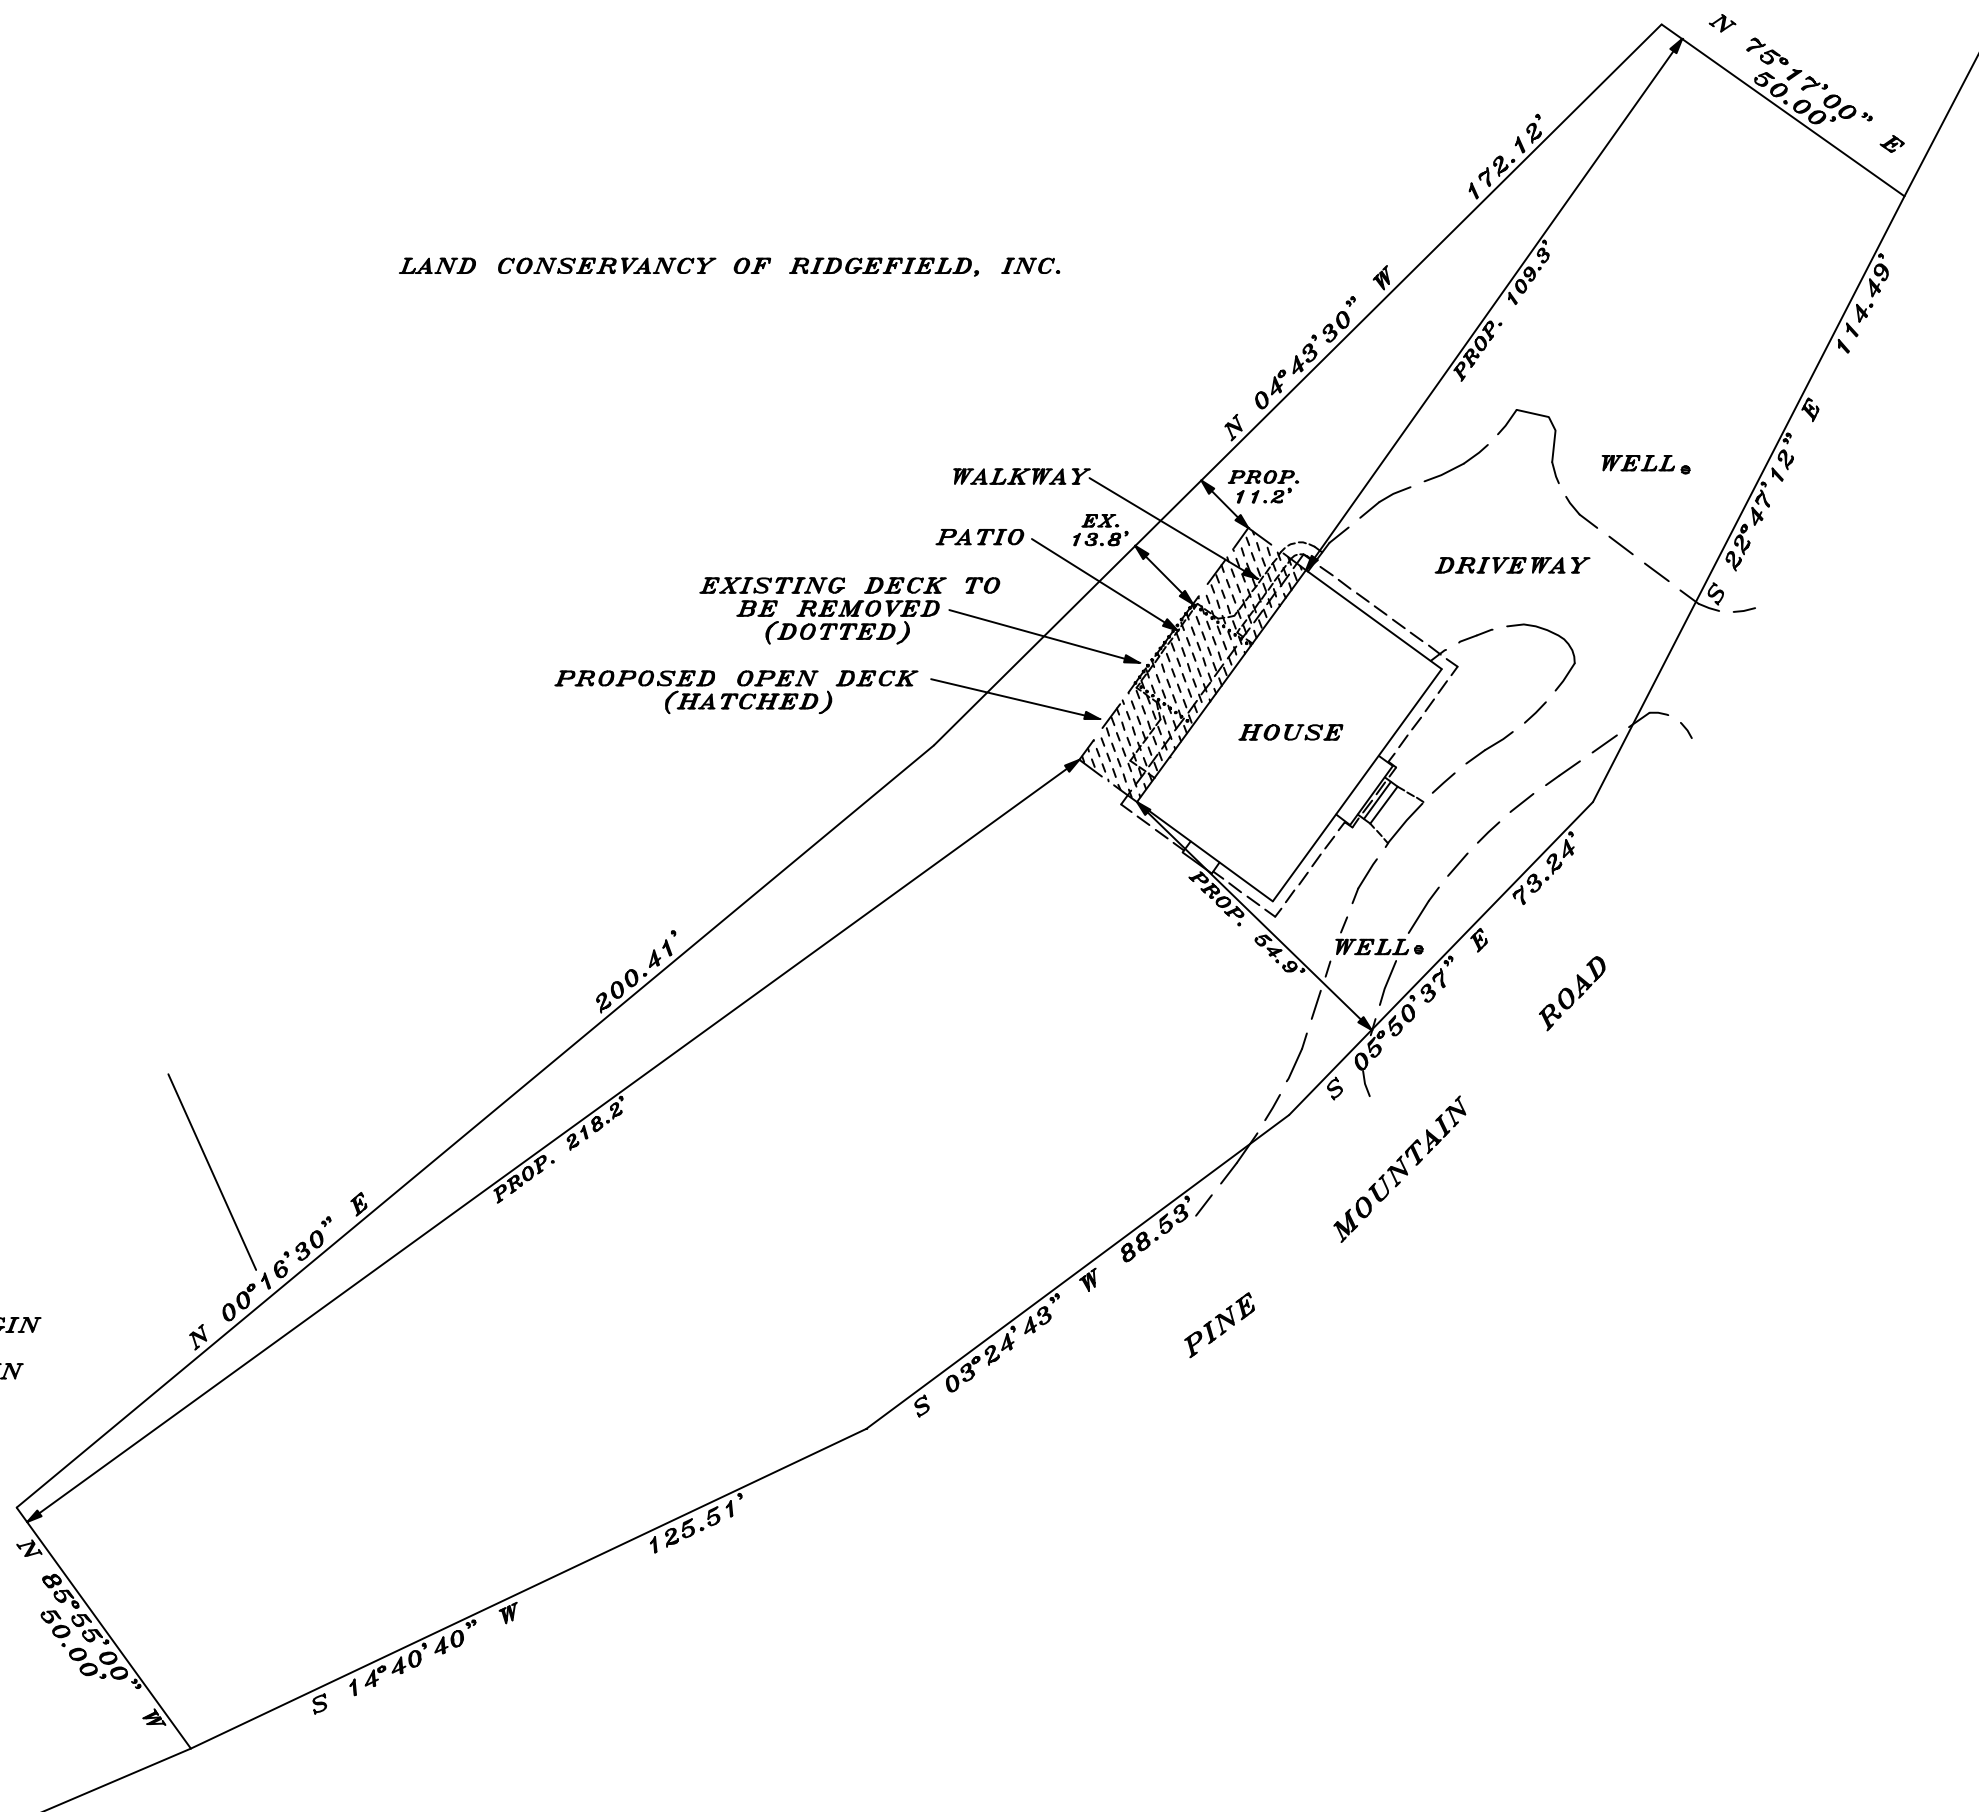 N 75°17'00" E
50.00'
172.12'
LAND CONSERVANCY OF RIDGEFIELD, INC.
PROP. 109.3'
114.49'
N 04°43'30" W
S 22°47'12" E
WELL
WALKWAY
PROP.
11.2'
EX.
13.8'
PATIO
DRIVEWAY
EXISTING DECK TO
BE REMOVED
(DOTTED)
PROPOSED OPEN DECK
(HATCHED)
HOUSE
73.24'
PROP. 54.9'
WELL
S 05°50'37" E
200.41'
PROP. 218.2'
N 00°16'30" E
PINE MOUNTAIN ROAD
88.53'
S 03°24'43" W
GIN
IN
125.51'
S 14°40'40" W
N 85°55'00" W
50.00'